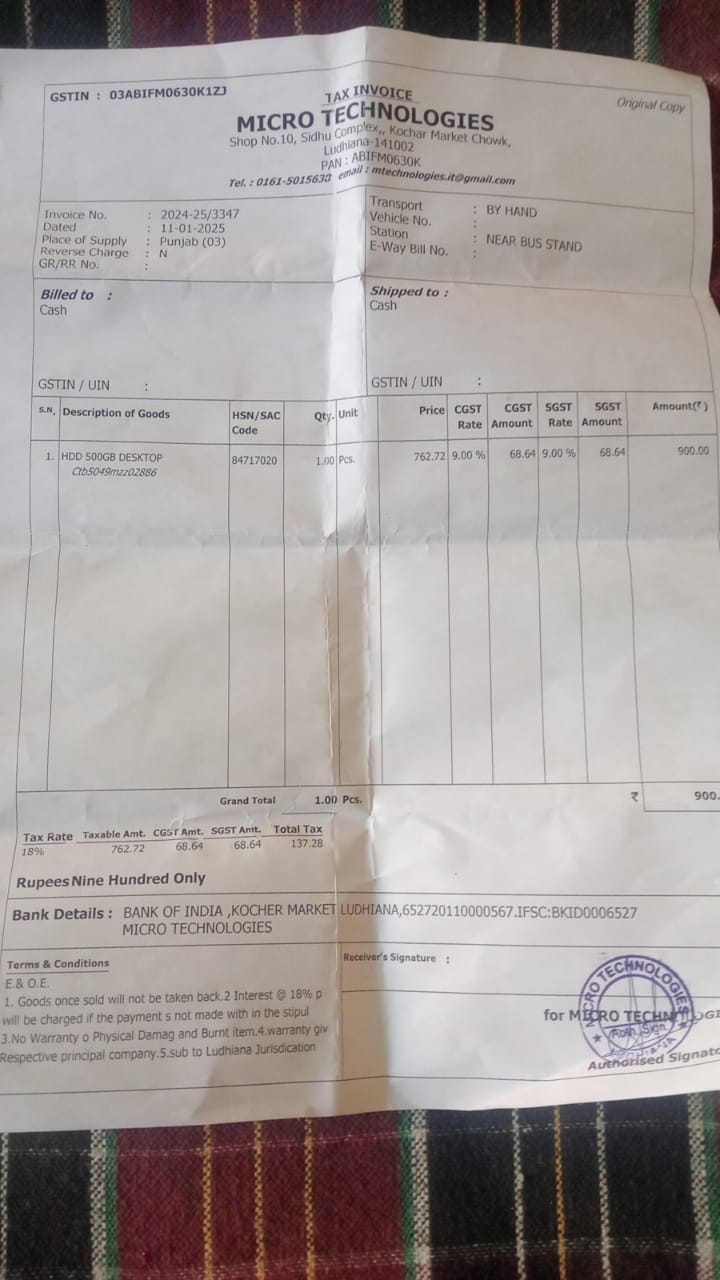 GSTIN : 03ABIFM0630K1ZJ
TAX INVOICE
Original Copy
MICRO TECHNOLOGIES
Shop No.10, Sidhu Complex,, Kochar Market Chowk,
Ludhiana-141002
PAN : ABIFM0630K
Tel. : 0161-5015630 email : mtechnologies.it@gmail.com
Invoice No. : 2024-25/3347
Dated : 11-01-2025
Place of Supply : Punjab (03)
Reverse Charge : N
GR/RR No. :
Transport : BY HAND
Vehicle No. :
Station : NEAR BUS STAND
E-Way Bill No. :
Billed to :
Cash
GSTIN / UIN :
Shipped to :
Cash
GSTIN / UIN :
S.N. Description of Goods HSN/SAC Code Qty. Unit Price CGST Rate CGST Amount SGST Rate SGST Amount Amount(₹)
1. HDD 500GB DESKTOP 84717020 1.00 Pcs. 762.72 9.00 % 68.64 9.00 % 68.64 900.00
Ctb5049mzz02886
Grand Total 1.00 Pcs. ₹ 900.
Tax Rate Taxable Amt. CGST Amt. SGST Amt. Total Tax
18% 762.72 68.64 68.64 137.28
Rupees Nine Hundred Only
Bank Details : BANK OF INDIA ,KOCHER MARKET LUDHIANA,652720110000567.IFSC:BKID0006527
MICRO TECHNOLOGIES
Terms & Conditions
E.& O.E.
1. Goods once sold will not be taken back.2 Interest @ 18% p
will be charged if the payment s not made with in the stipul
3.No Warranty o Physical Damag and Burnt item.4.warranty giv
Respective principal company.5.sub to Ludhiana Jurisdication
Receiver's Signature :
for MICRO TECHNOLOGI
MICRO TECHNOLOGIES
Auth. Sign.
Authorised Signato